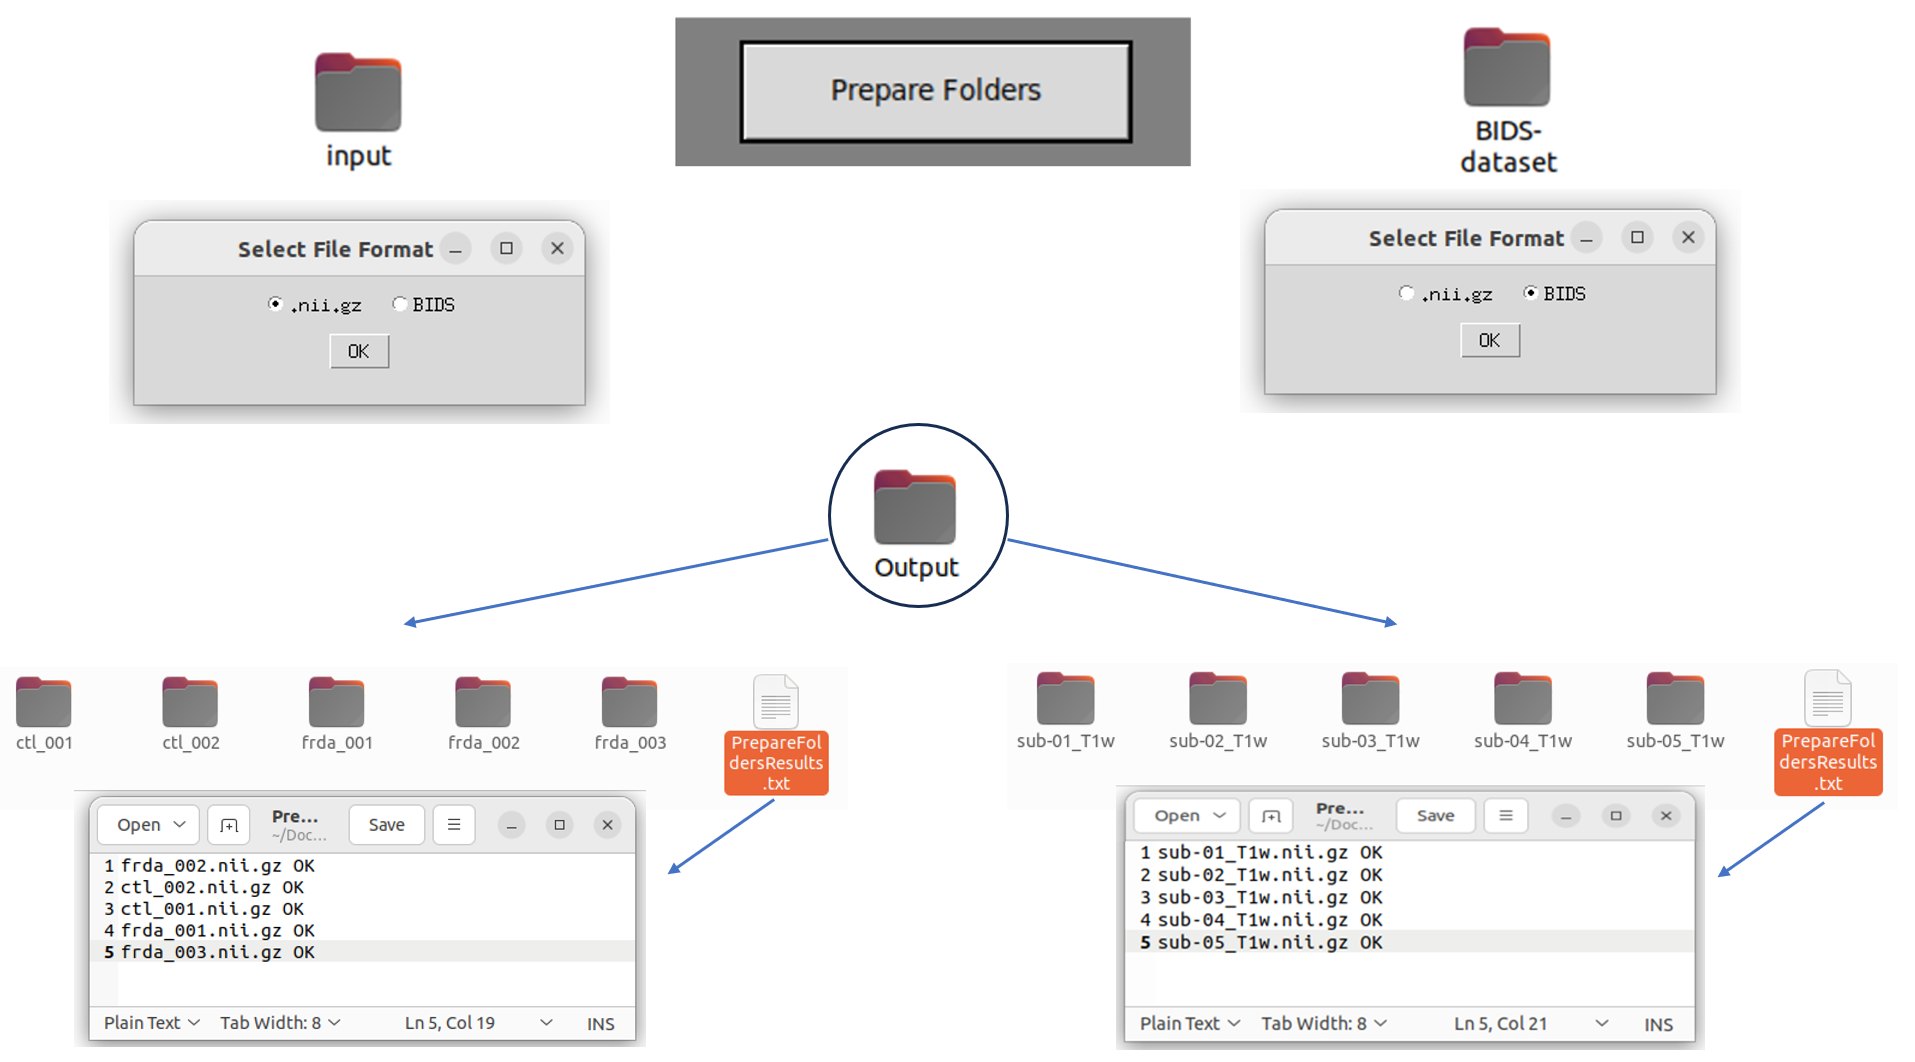 Prepare Folders
input
BIDS-
dataset
Select File Format
.nii.gz BIDS
OK
Select File Format
.nii.gz BIDS
OK
Output
ctl_001 ctl_002 frda_001 frda_002 frda_003
PrepareFol
dersResults
.txt
sub-01_T1w sub-02_T1w sub-03_T1w sub-04_T1w sub-05_T1w
PrepareFol
dersResults
.txt
Open Pre... Save
~/Doc...
1 frda_002.nii.gz OK
2 ctl_002.nii.gz OK
3 ctl_001.nii.gz OK
4 frda_001.nii.gz OK
5 frda_003.nii.gz OK
Plain Text Tab Width: 8 Ln 5, Col 19 INS
Open Pre... Save
~/Doc...
1 sub-01_T1w.nii.gz OK
2 sub-02_T1w.nii.gz OK
3 sub-03_T1w.nii.gz OK
4 sub-04_T1w.nii.gz OK
5 sub-05_T1w.nii.gz OK
Plain Text Tab Width: 8 Ln 5, Col 21 INS